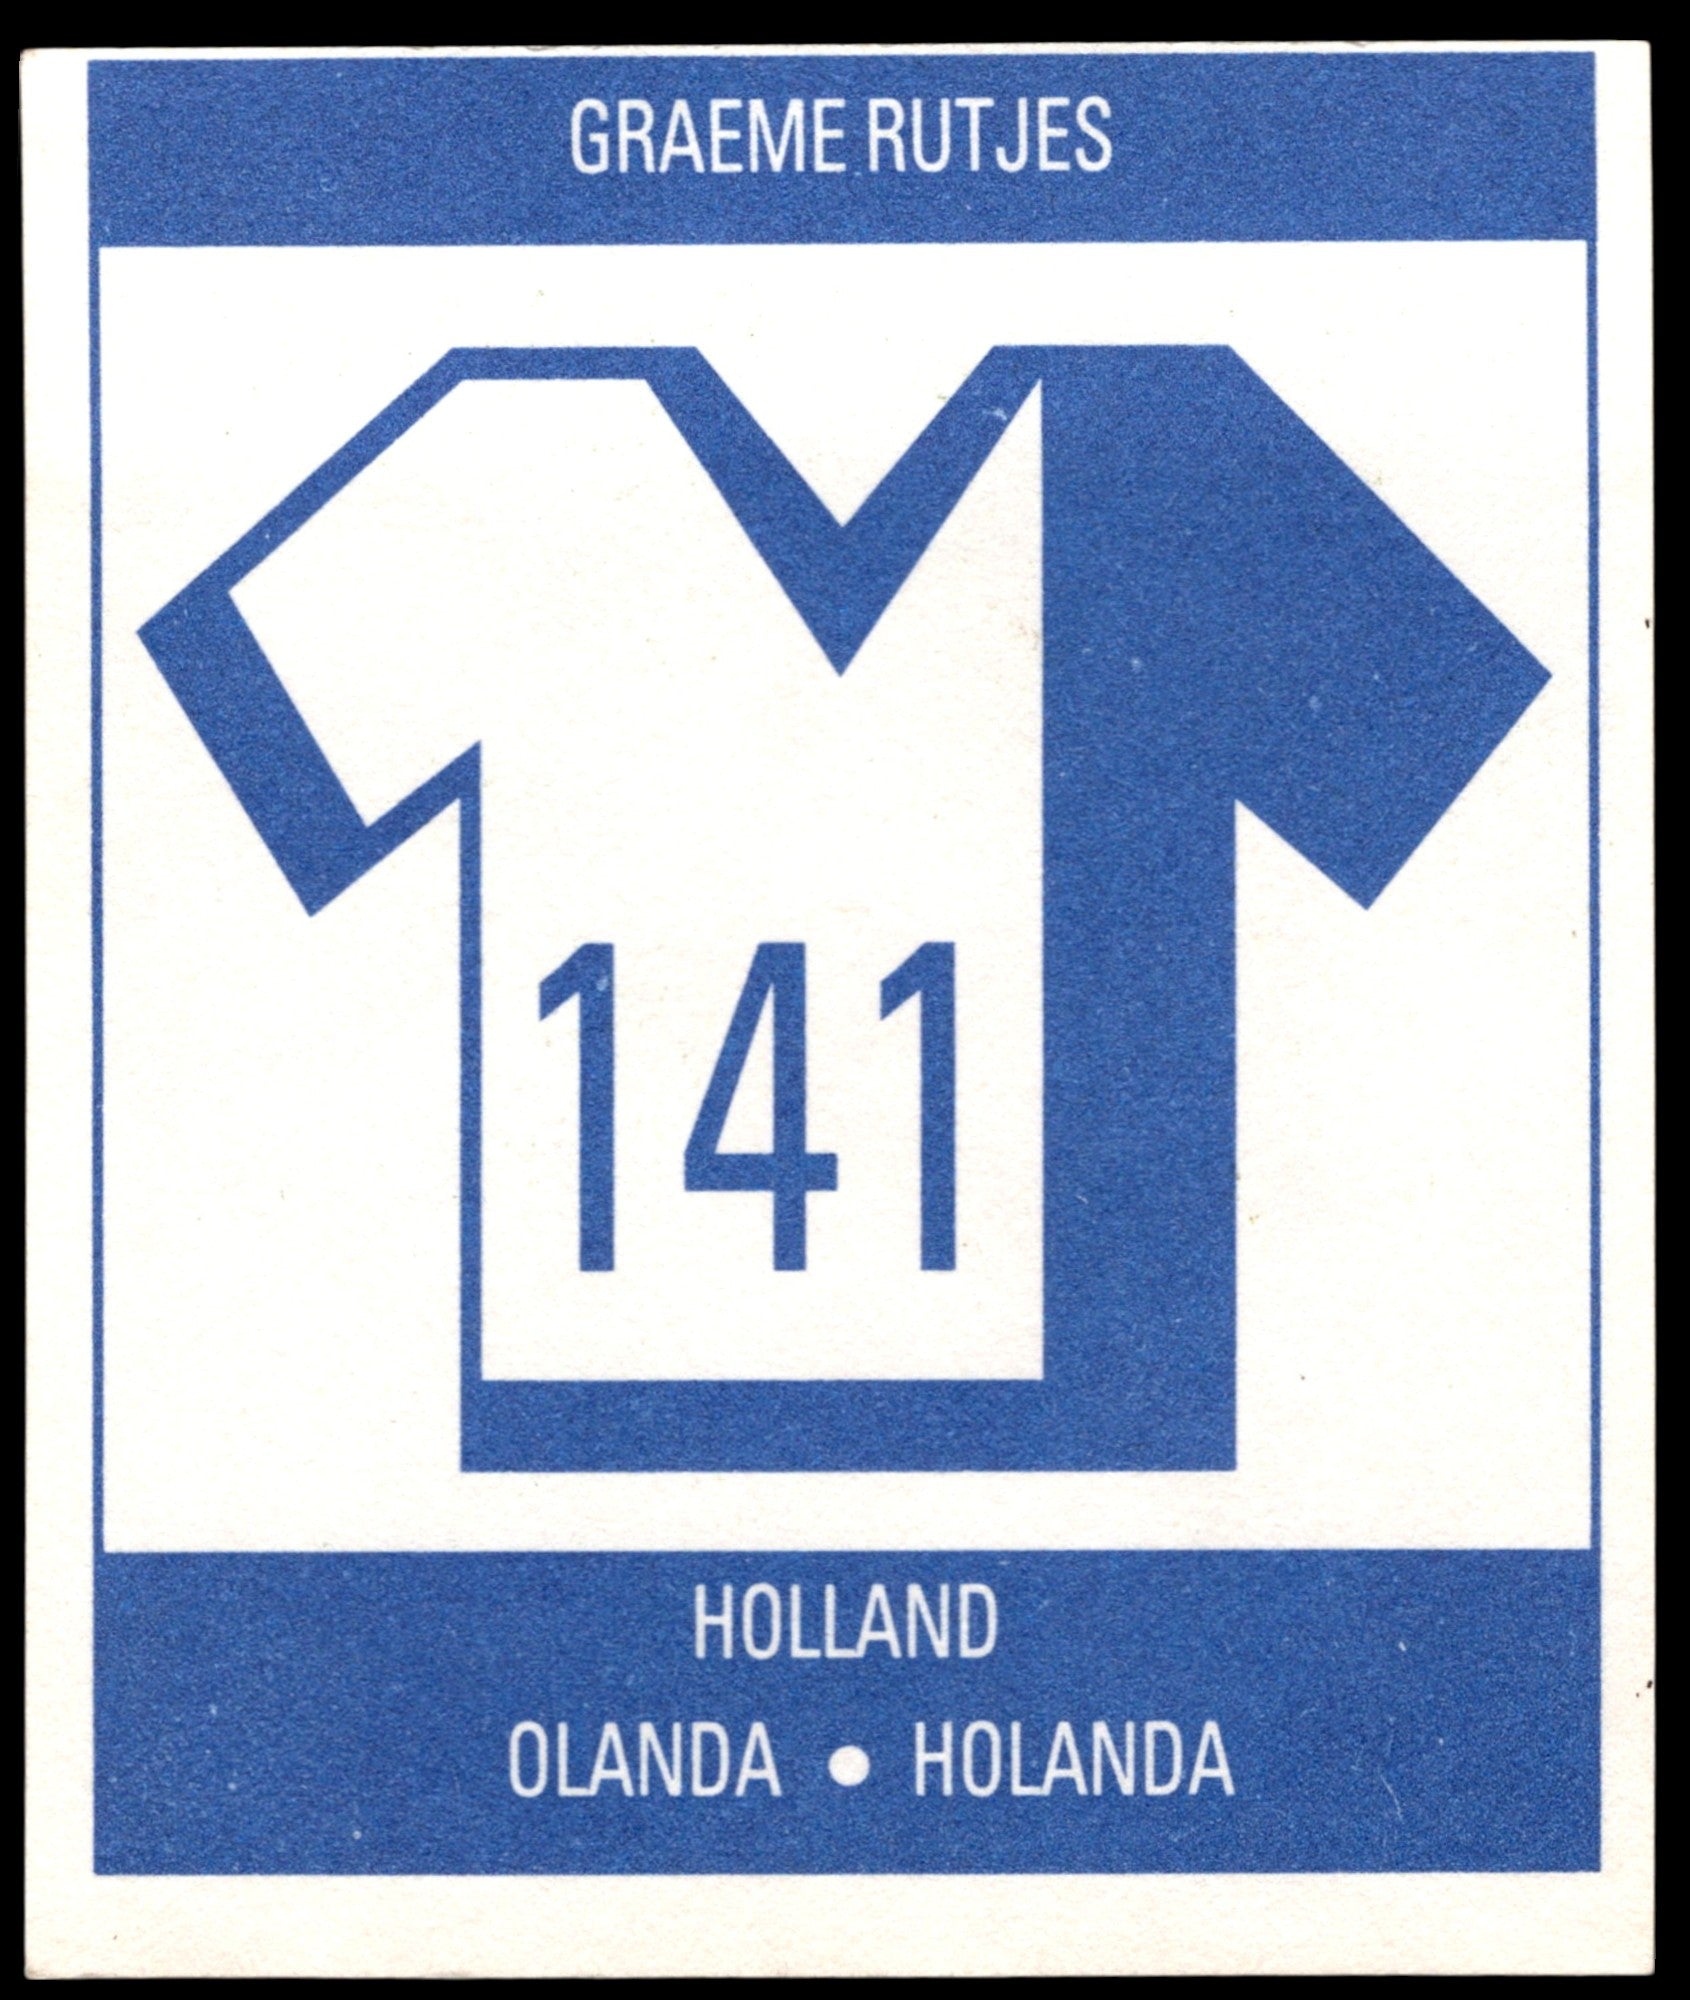 GRAEME RUTJES
141
HOLLAND
OLANDA • HOLANDA